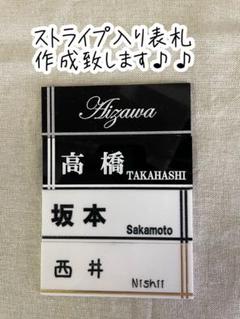 ストライプ入り表札
作成致します♪♪
Aizawa
高橋 TAKAHASHI
坂本 Sakamoto
西井 Nishii